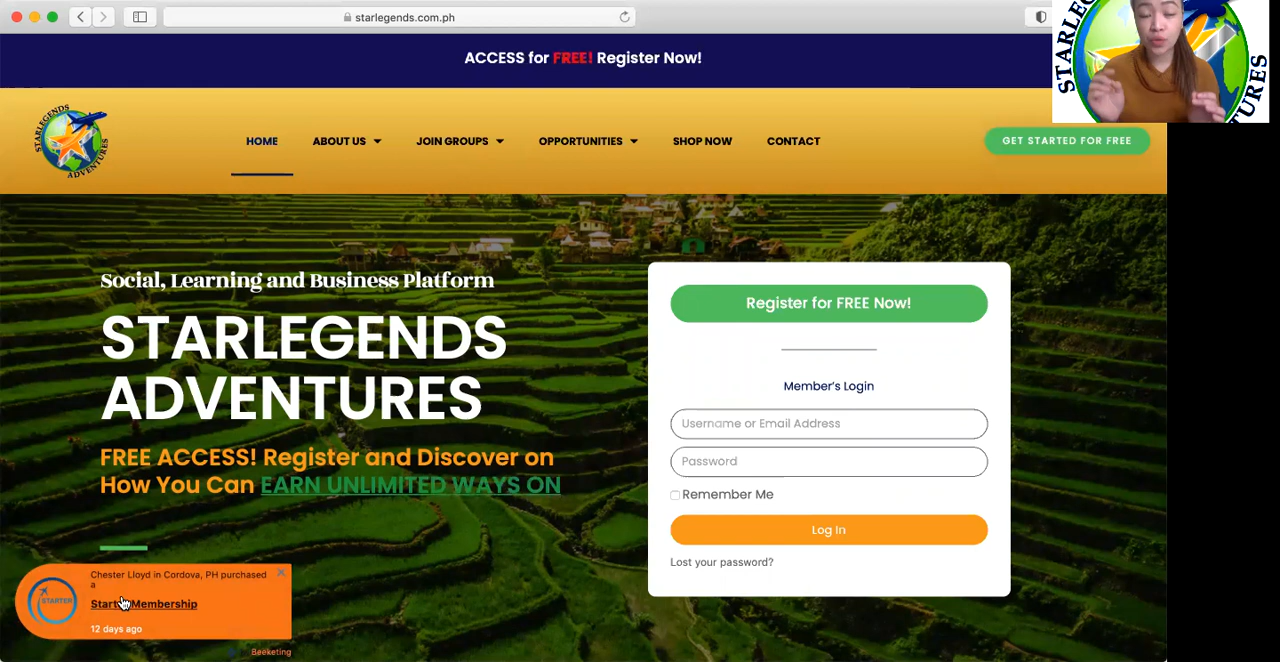 starlegends.com.ph
ACCESS for FREE! Register Now!
STARLEGENDS
ADVENTURES
HOME
ABOUT US
JOIN GROUPS
OPPORTUNITIES
SHOP NOW
CONTACT
GET STARTED FOR FREE
Social, Learning and Business Platform
STARLEGENDS
ADVENTURES
FREE ACCESS! Register and Discover on
How You Can EARN UNLIMITED WAYS ON
Register for FREE Now!
Member's Login
Username or Email Address
Password
Remember Me
Log In
Lost your password?
STARTER
Chester Lloyd in Cordova, PH purchased
a
Membership
12 days ago
Beeketing